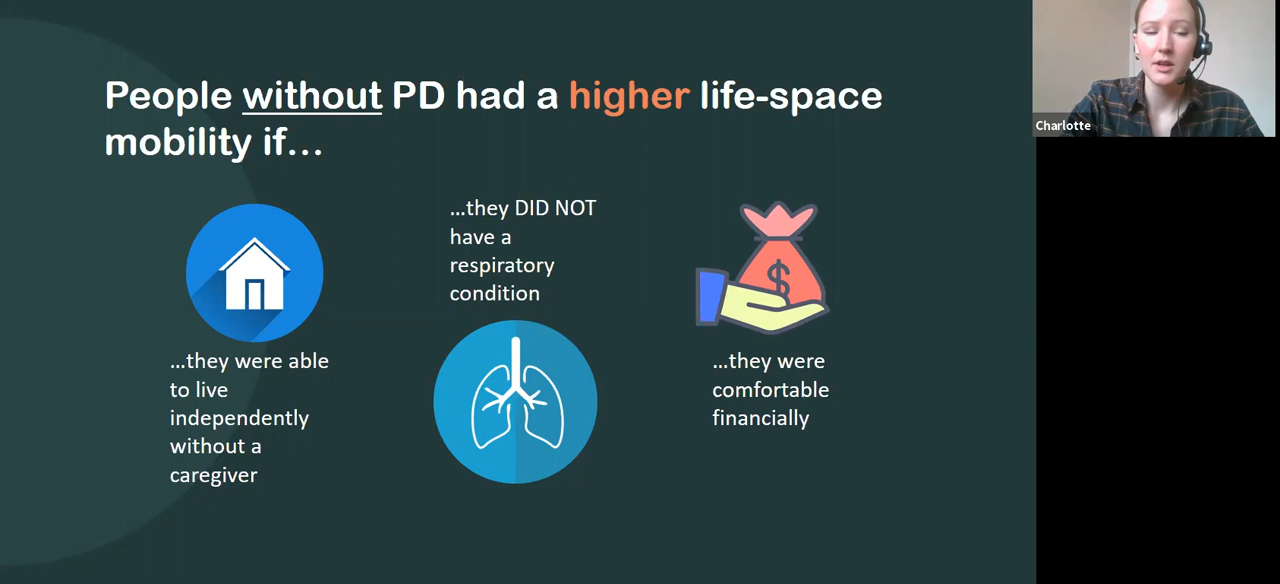 People without PD had a higher life-space
mobility if...
...they were able
to live
independently
without a
caregiver
...they DID NOT
have a
respiratory
condition
$
...they were
comfortable
financially
Charlotte